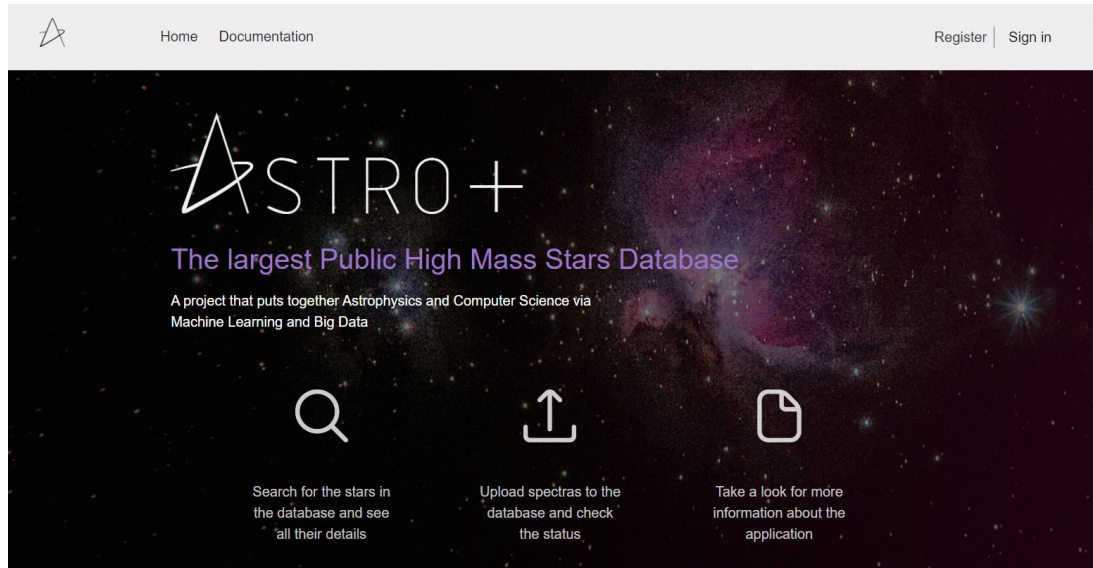 Home Documentation Register Sign in
ASTRO+
The largest Public High Mass Stars Database
A project that puts together Astrophysics and Computer Science via
Machine Learning and Big Data
Search for the stars in
the database and see
all their details
Upload spectras to the
database and check
the status
Take a look for more
information about the
application